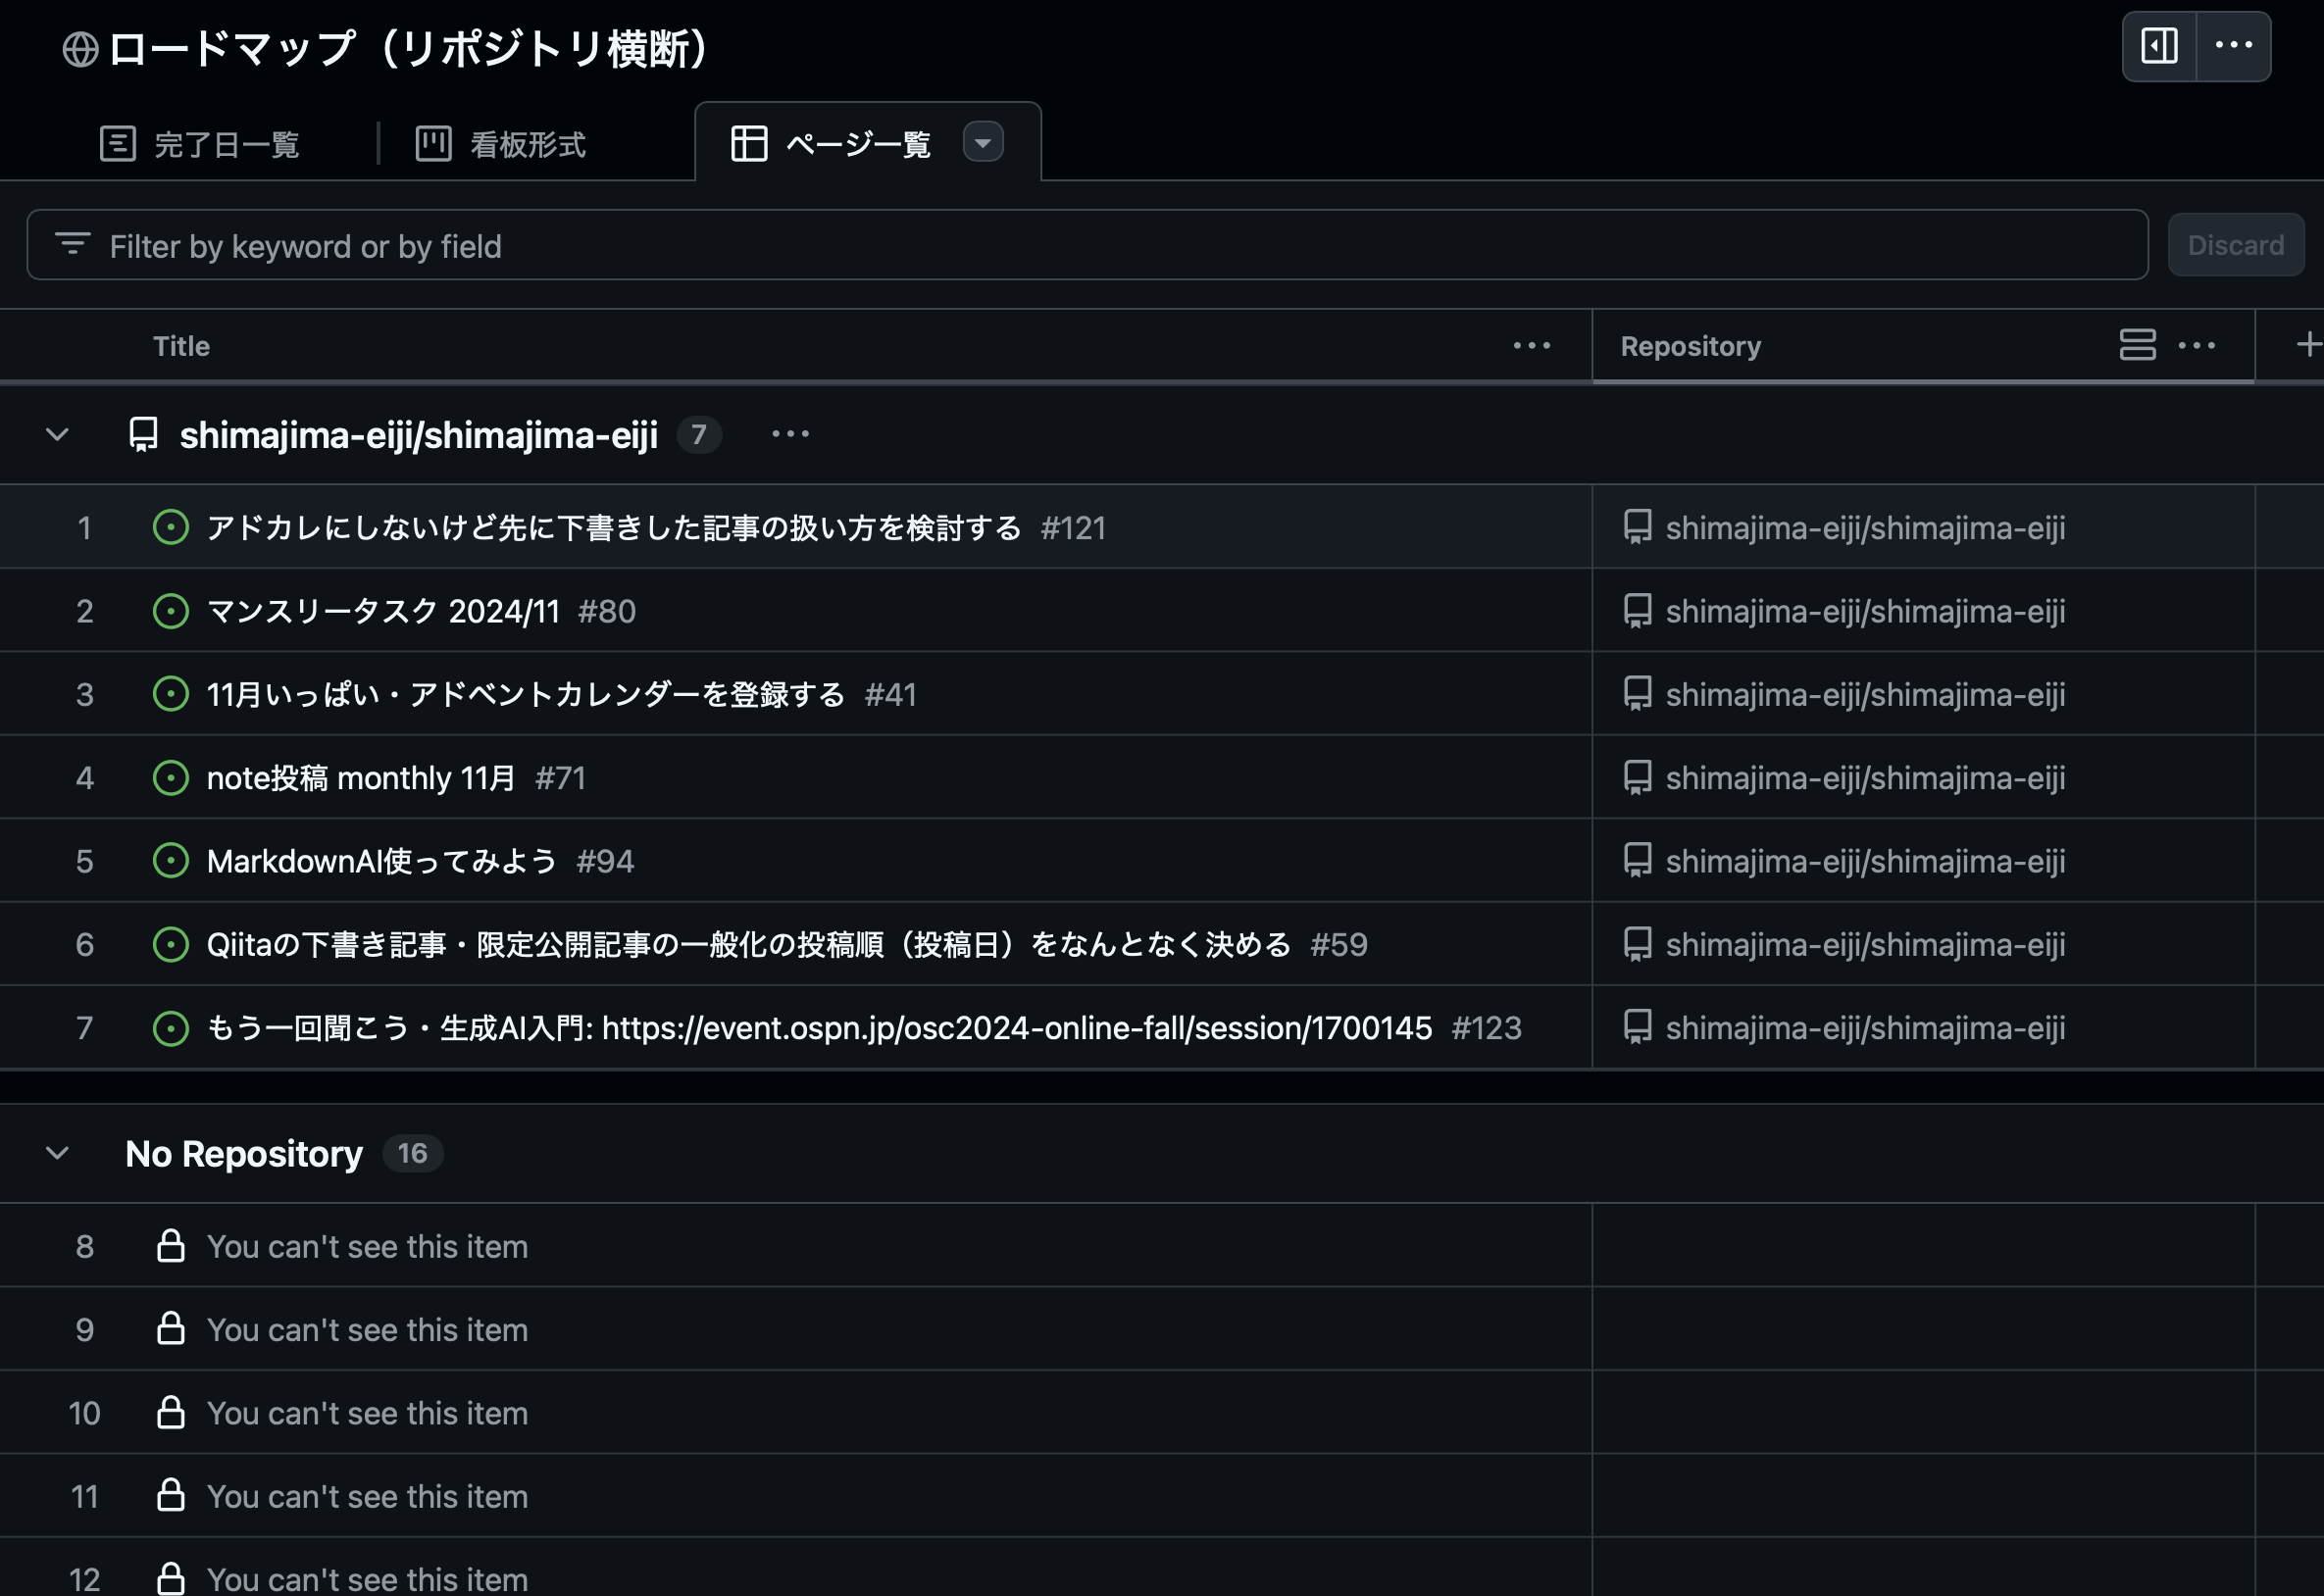 ロードマップ（リポジトリ横断）
完了日一覧 看板形式 ページ一覧
Filter by keyword or by field Discard
Title Repository
shimajima-eiji/shimajima-eiji 7
1 アドカレにしないけど先に下書きした記事の扱い方を検討する #121 shimajima-eiji/shimajima-eiji
2 マンスリータスク 2024/11 #80 shimajima-eiji/shimajima-eiji
3 11月いっぱい・アドベントカレンダーを登録する #41 shimajima-eiji/shimajima-eiji
4 note投稿 monthly 11月 #71 shimajima-eiji/shimajima-eiji
5 MarkdownAI使ってみよう #94 shimajima-eiji/shimajima-eiji
6 Qiitaの下書き記事・限定公開記事の一般化の投稿順（投稿日）をなんとなく決める #59 shimajima-eiji/shimajima-eiji
7 もう一回聞こう・生成AI入門: https://event.ospn.jp/osc2024-online-fall/session/1700145 #123 shimajima-eiji/shimajima-eiji
No Repository 16
8 You can't see this item
9 You can't see this item
10 You can't see this item
11 You can't see this item
12 You can't see this item